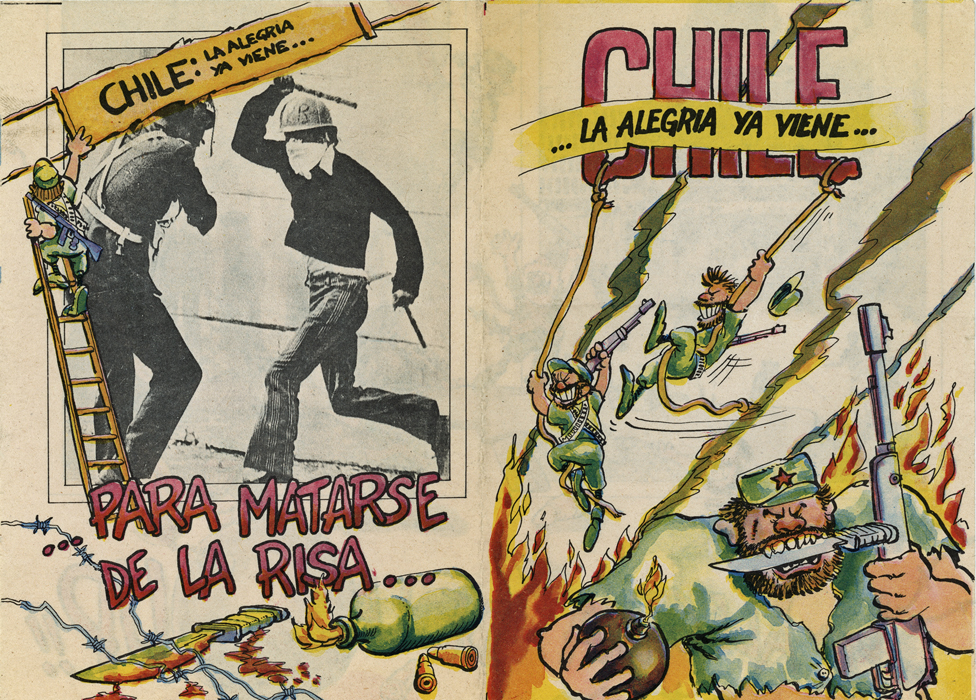 CHILE: LA ALEGRIA
YA VIENE...
PARA MATARSE
... DE LA RISA...
CHILE
... LA ALEGRIA YA VIENE...